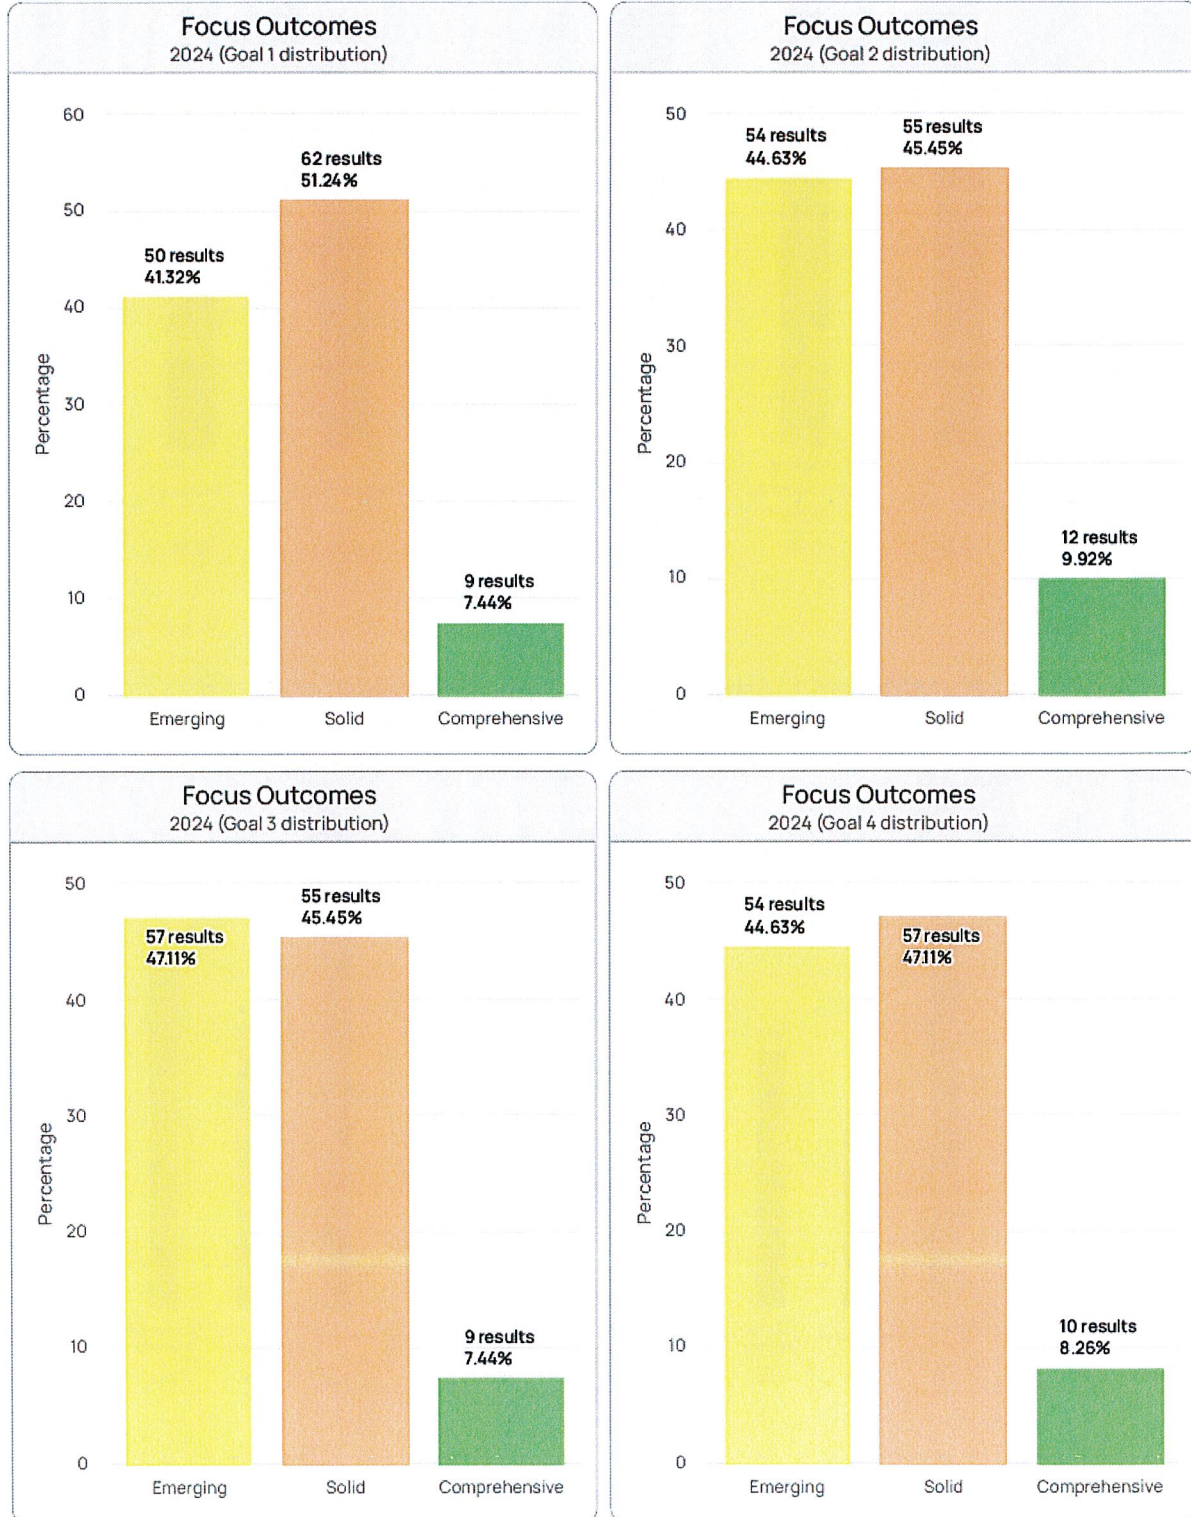 Focus Outcomes
2024 (Goal 1 distribution)
60
50
40
30
20
10
0
Percentage
50 results
41.32%
62 results
51.24%
9 results
7.44%
Emerging
Solid
Comprehensive
Focus Outcomes
2024 (Goal 2 distribution)
50
40
30
20
10
0
Percentage
54 results
44.63%
55 results
45.45%
12 results
9.92%
Emerging
Solid
Comprehensive
Focus Outcomes
2024 (Goal 3 distribution)
50
40
30
20
10
0
Percentage
57 results
47.11%
55 results
45.45%
9 results
7.44%
Emerging
Solid
Comprehensive
Focus Outcomes
2024 (Goal 4 distribution)
50
40
30
20
10
0
Percentage
54 results
44.63%
57 results
47.11%
10 results
8.26%
Emerging
Solid
Comprehensive